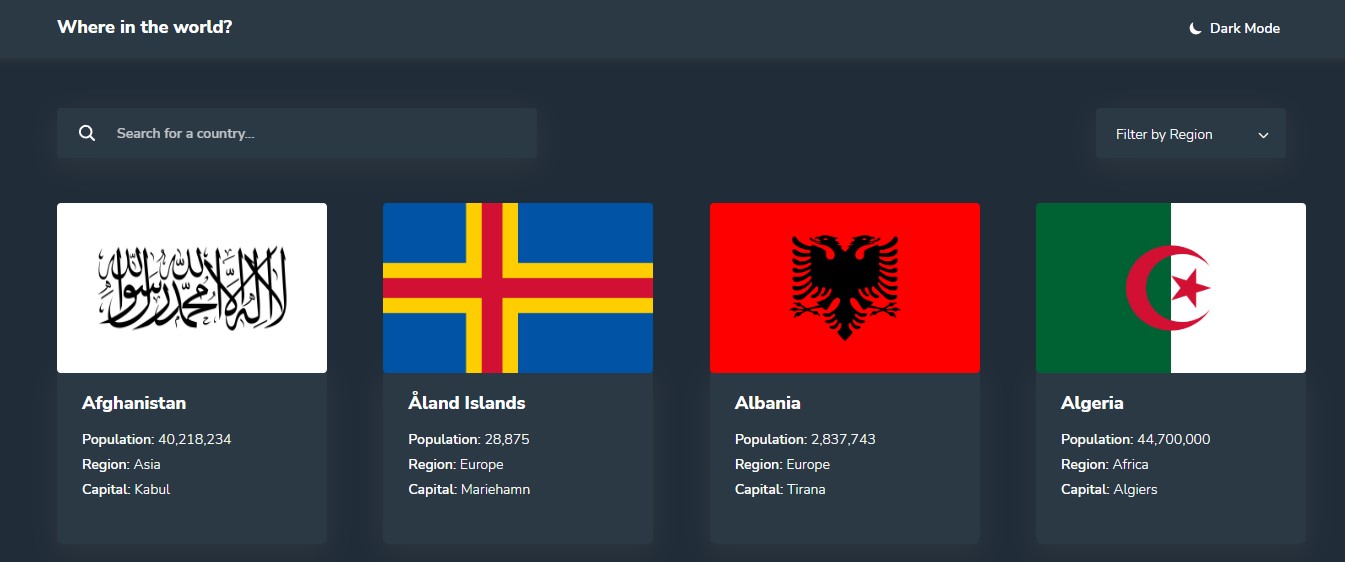 Where in the world?
Dark Mode
Search for a country...
Filter by Region
لا إله إلا الله محمد رسول الله
Afghanistan
Population: 40,218,234
Region: Asia
Capital: Kabul
Åland Islands
Population: 28,875
Region: Europe
Capital: Mariehamn
Albania
Population: 2,837,743
Region: Europe
Capital: Tirana
Algeria
Population: 44,700,000
Region: Africa
Capital: Algiers